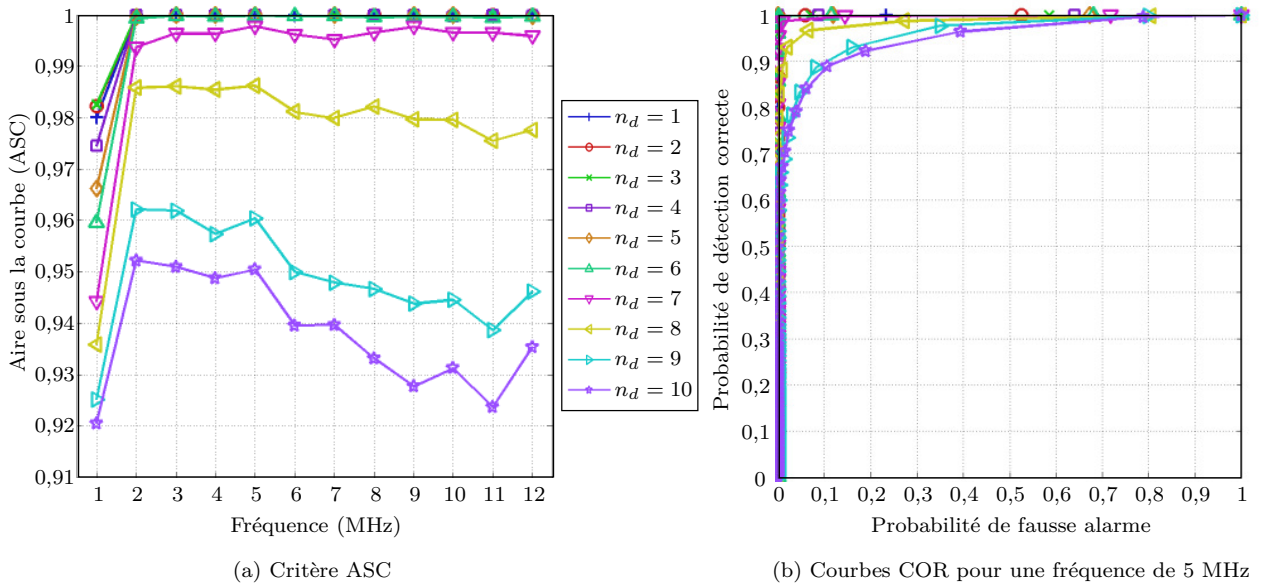 Aire sous la courbe (ASC)
1
0,99
0,98
0,97
0,96
0,95
0,94
0,93
0,92
0,91
1 2 3 4 5 6 7 8 9 10 11 12
Fréquence (MHz)
(a) Critère ASC
n_d = 1
n_d = 2
n_d = 3
n_d = 4
n_d = 5
n_d = 6
n_d = 7
n_d = 8
n_d = 9
n_d = 10
Probabilité de détection correcte
1
0,9
0,8
0,7
0,6
0,5
0,4
0,3
0,2
0,1
0
0 0,1 0,2 0,3 0,4 0,5 0,6 0,7 0,8 0,9 1
Probabilité de fausse alarme
(b) Courbes COR pour une fréquence de 5 MHz